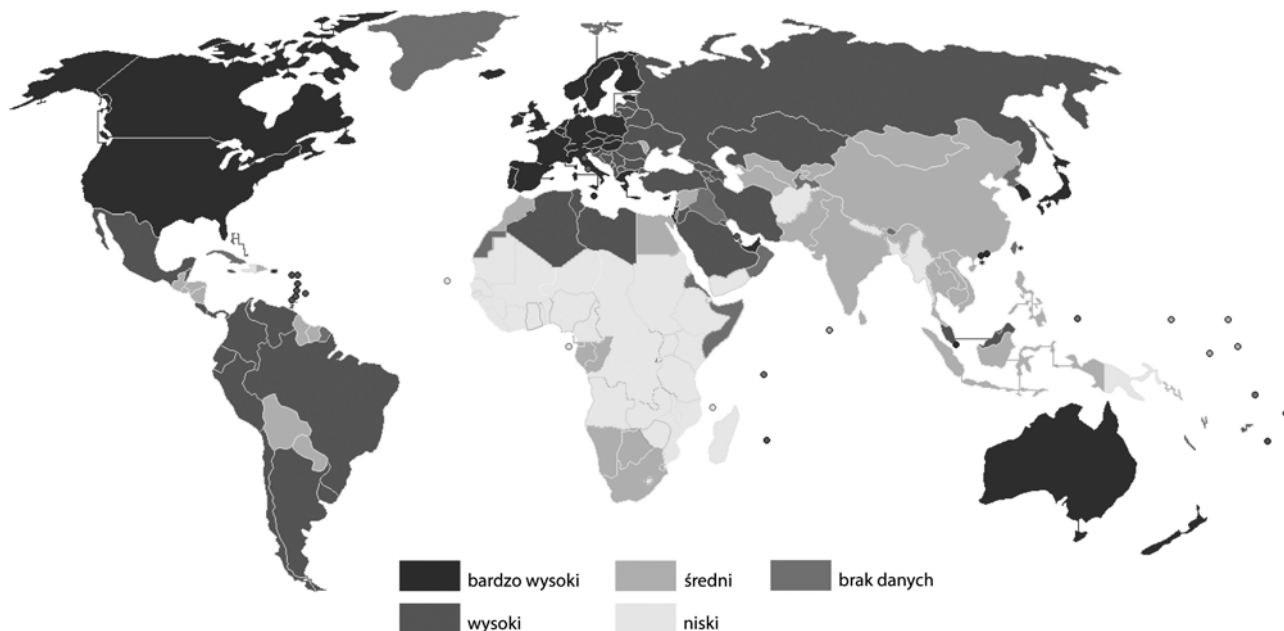 bardzo wysoki
średni
brak danych
wysoki
niski